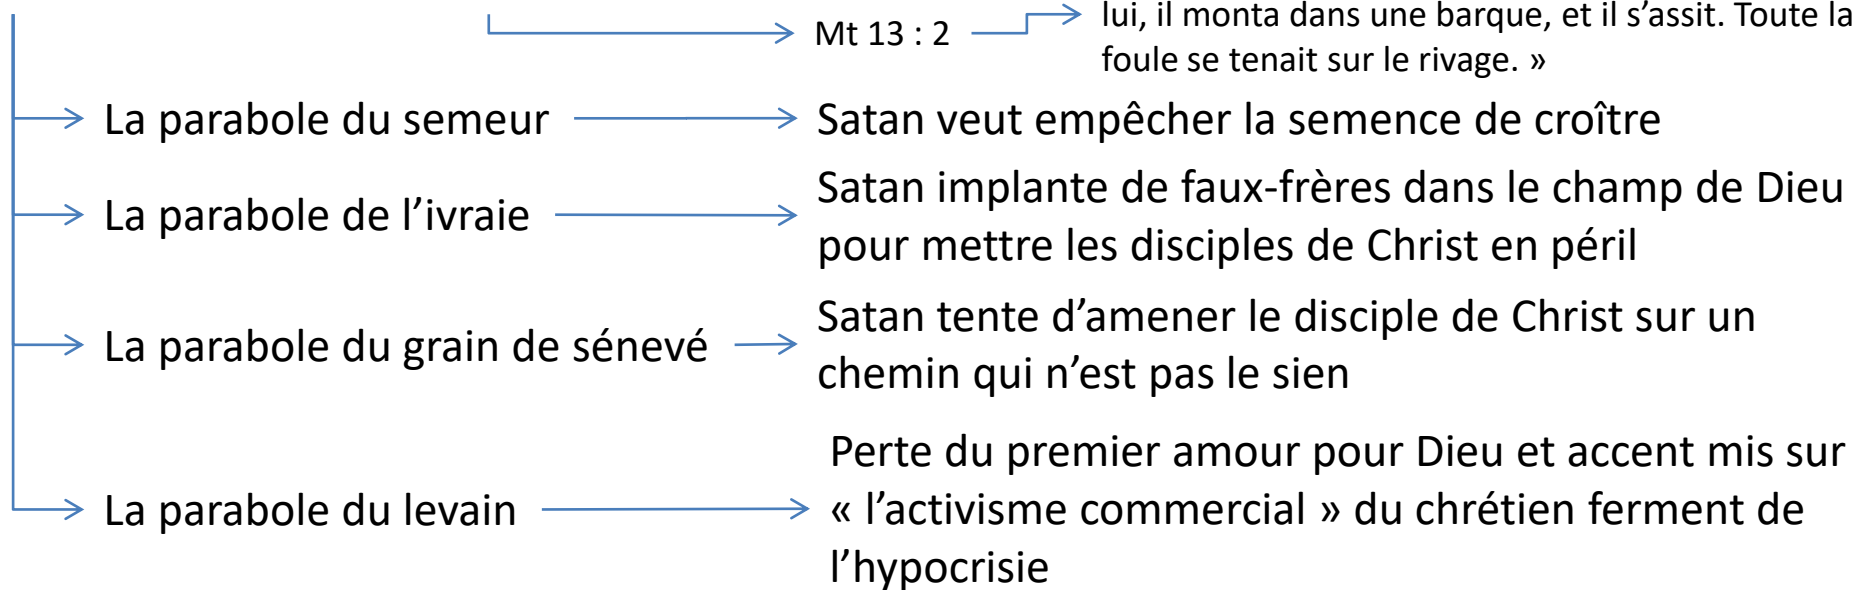 lui, il monta dans une barque, et il s’assit. Toute la
Mt 13 : 2
foule se tenait sur le rivage. »
La parabole du semeur
Satan veut empêcher la semence de croître
La parabole de l’ivraie
Satan implante de faux-frères dans le champ de Dieu
pour mettre les disciples de Christ en péril
La parabole du grain de sénevé
Satan tente d’amener le disciple de Christ sur un
chemin qui n’est pas le sien
La parabole du levain
Perte du premier amour pour Dieu et accent mis sur
« l’activisme commercial » du chrétien ferment de
l’hypocrisie